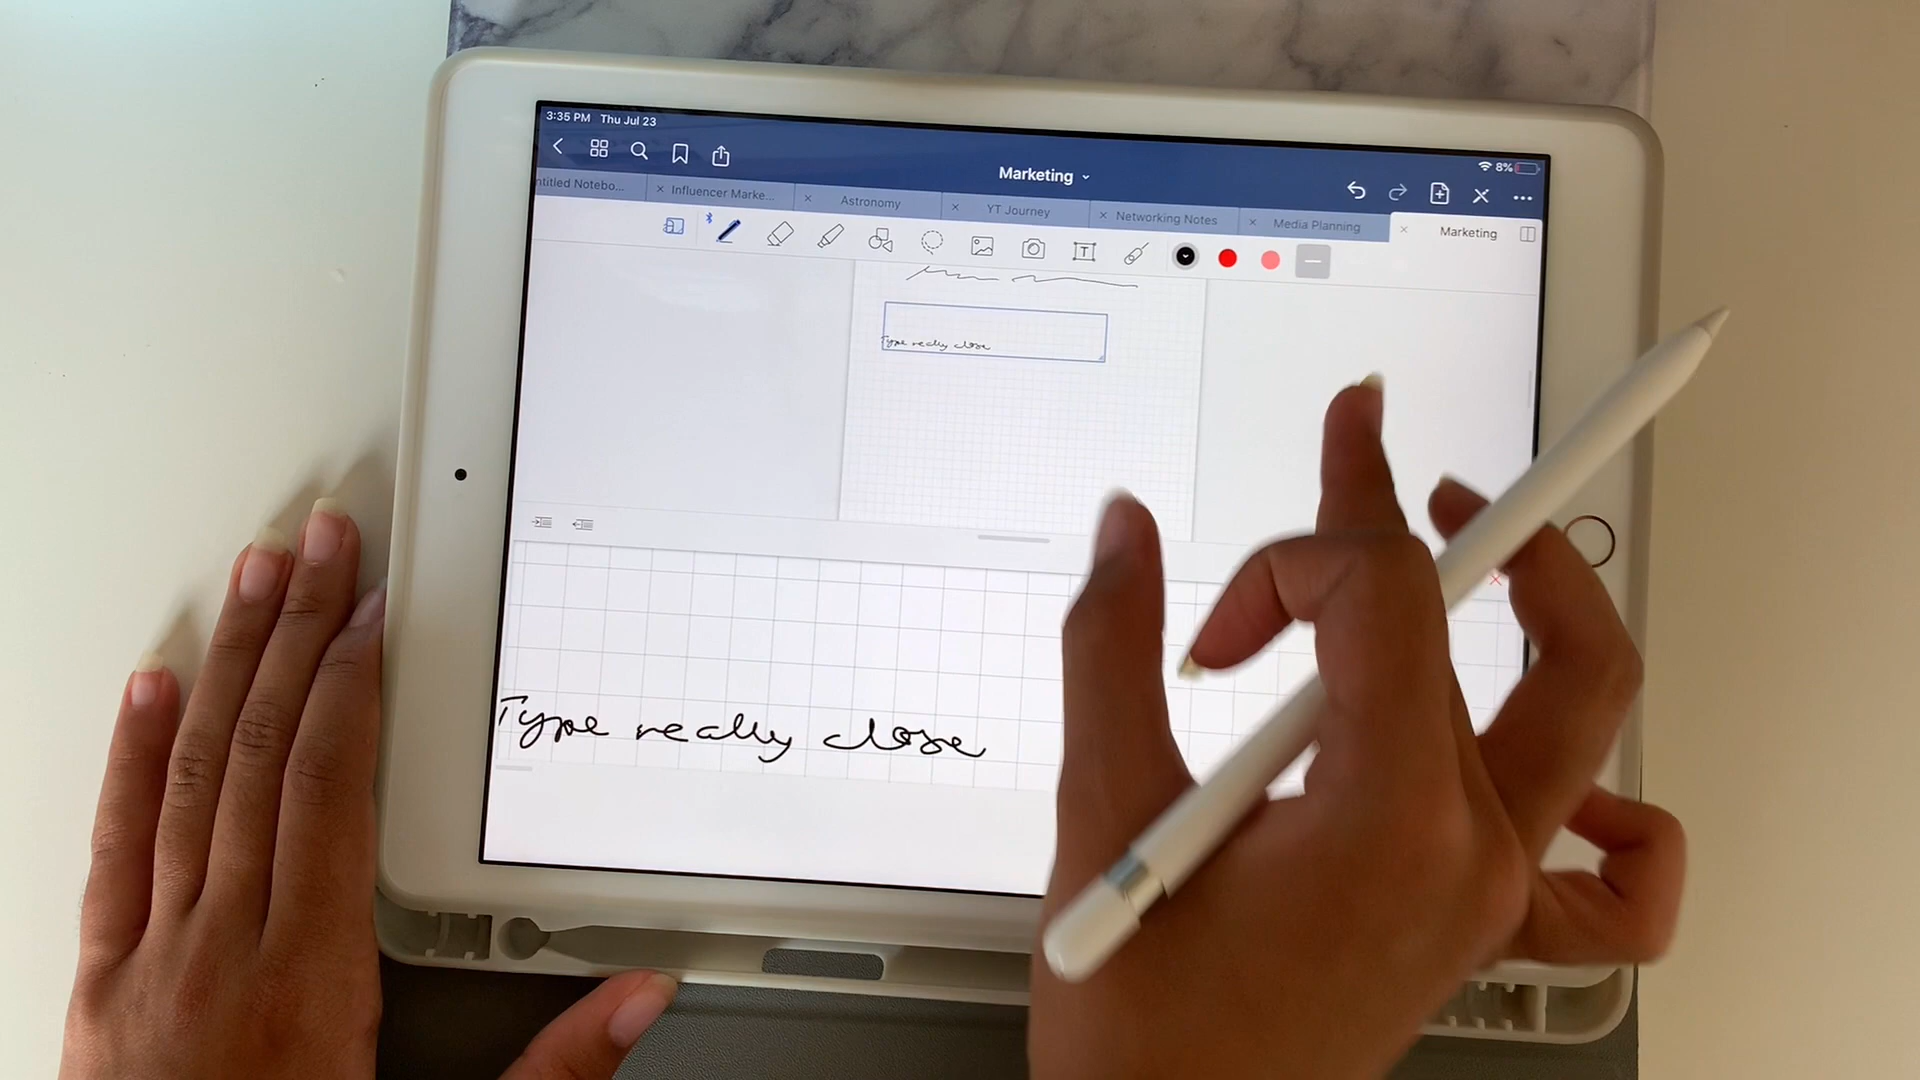 3:35 PM Thu Jul 23
8%
Marketing
ntitled Notebo...
Influencer Marke...
Astronomy
YT Journey
Networking Notes
Media Planning
Marketing
T
Type really close
Type really close